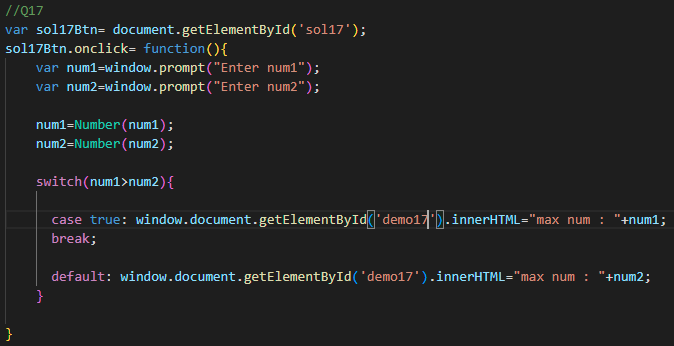 //Q17
var sol17Btn= document.getElementById('sol17');
sol17Btn.onclick= function(){
    var num1=window.prompt("Enter num1");
    var num2=window.prompt("Enter num2");
    num1=Number(num1);
    num2=Number(num2);
    switch(num1>num2){
      case true: window.document.getElementById('demo17').innerHTML="max num : "+num1;
      break;
      default: window.document.getElementById('demo17').innerHTML="max num : "+num2;
    }
}